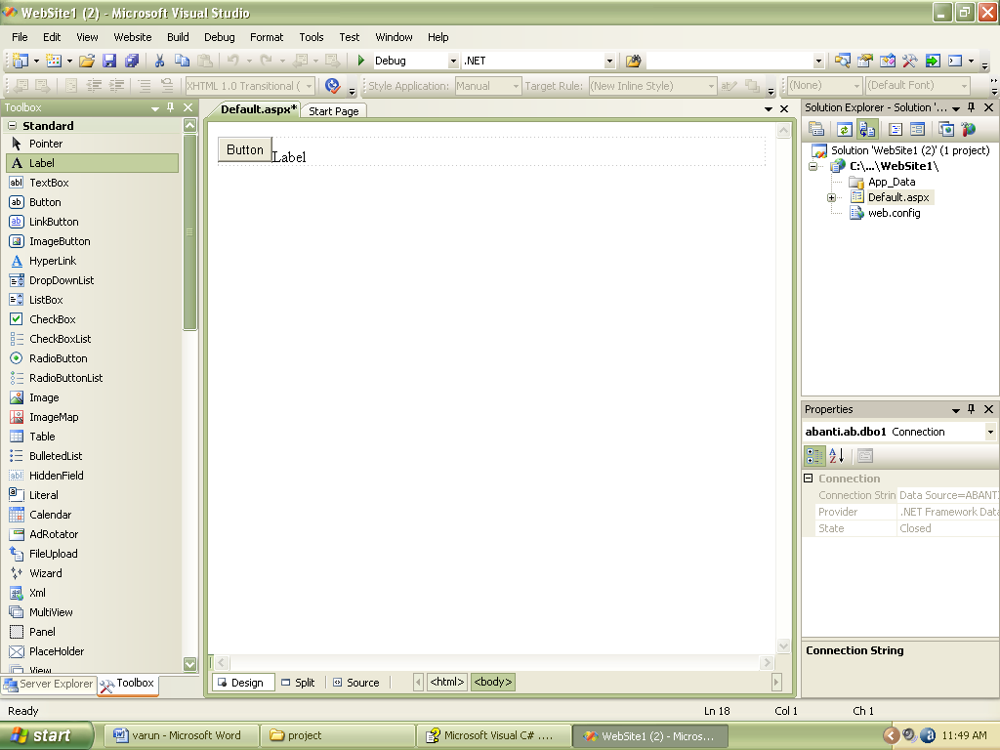 WebSite1 (2) - Microsoft Visual Studio
File Edit View Website Build Debug Format Tools Test Window Help
Debug .NET
XHTML 1.0 Transitional ( Style Application: Manual Target Rule: (New Inline Style) (None) (Default Font)
Toolbox
Standard
Pointer
Label
TextBox
Button
LinkButton
ImageButton
HyperLink
DropDownList
ListBox
CheckBox
CheckBoxList
RadioButton
RadioButtonList
Image
ImageMap
Table
BulletedList
HiddenField
Literal
Calendar
AdRotator
FileUpload
Wizard
Xml
MultiView
Panel
PlaceHolder
View
Server Explorer Toolbox
Default.aspx* Start Page
Button Label
Design Split Source <html> <body>
Solution Explorer - Solution '...
Solution 'WebSite1 (2)' (1 project)
C:\...\WebSite1\
App_Data
Default.aspx
web.config
Properties
abanti.ab.dbo1 Connection
Connection
Connection Strin Data Source=ABANTI
Provider .NET Framework Data
State Closed
Connection String
Ready Ln 18 Col 1 Ch 1
start varun - Microsoft Word project Microsoft Visual C# .... WebSite1 (2) - Micros... 11:49 AM